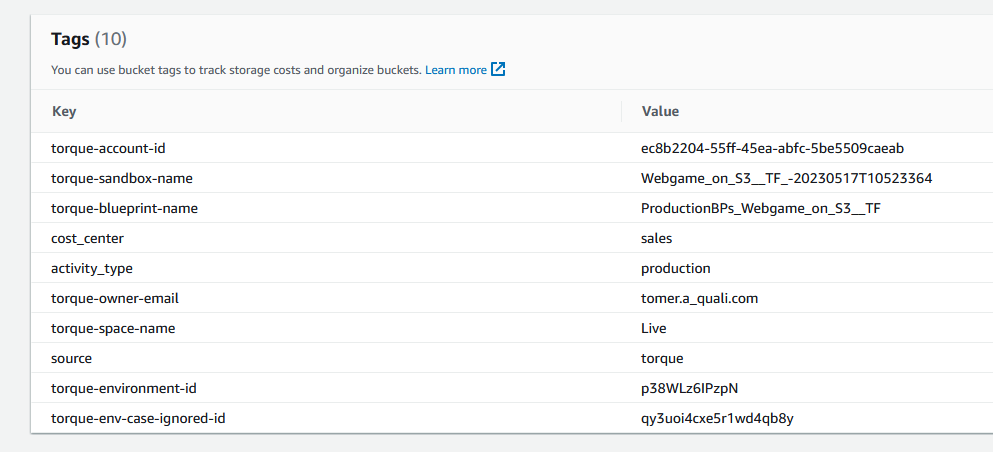 Tags (10)
You can use bucket tags to track storage costs and organize buckets. Learn more
Key Value
torque-account-id ec8b2204-55ff-45ea-abfc-5be5509caeab
torque-sandbox-name Webgame_on_S3__TF_-20230517T10523364
torque-blueprint-name ProductionBPs_Webgame_on_S3__TF
cost_center sales
activity_type production
torque-owner-email tomer.a_quali.com
torque-space-name Live
source torque
torque-environment-id p38WLz6IPzpN
torque-env-case-ignored-id qy3uoi4cxe5r1wd4qb8y